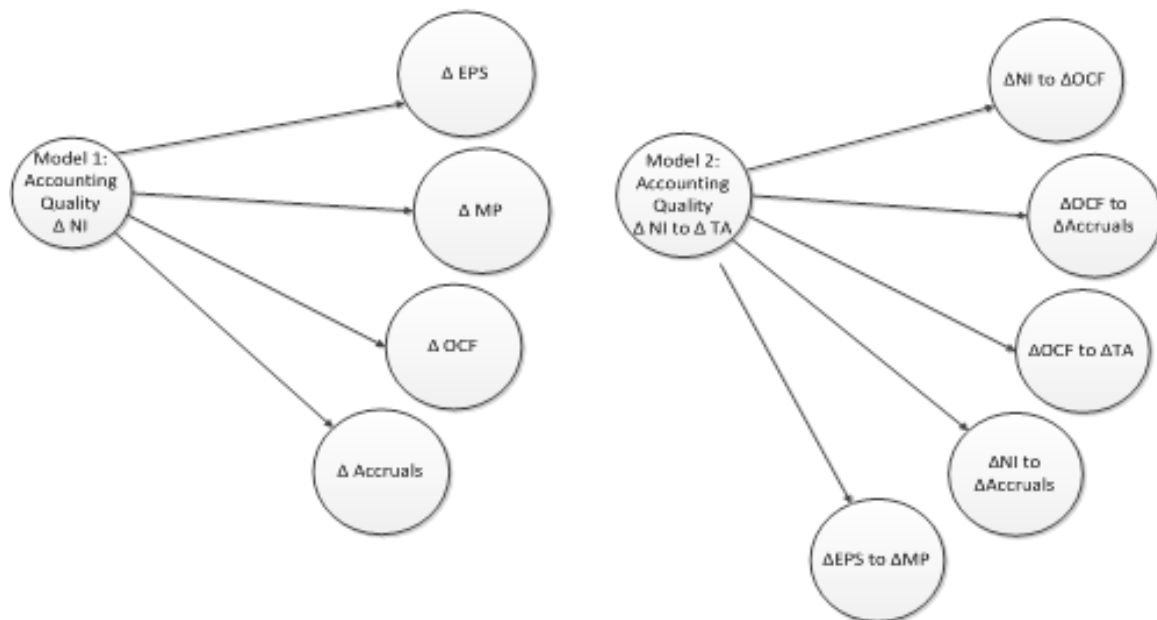 Model 1:
Accounting
Quality
Δ NI
Δ EPS
Δ MP
Δ OCF
Δ Accruals
Model 2:
Accounting
Quality
Δ NI to Δ TA
ΔNI to ΔOCF
ΔOCF to
ΔAccruals
ΔOCF to ΔTA
ΔNI to
ΔAccruals
ΔEPS to ΔMP